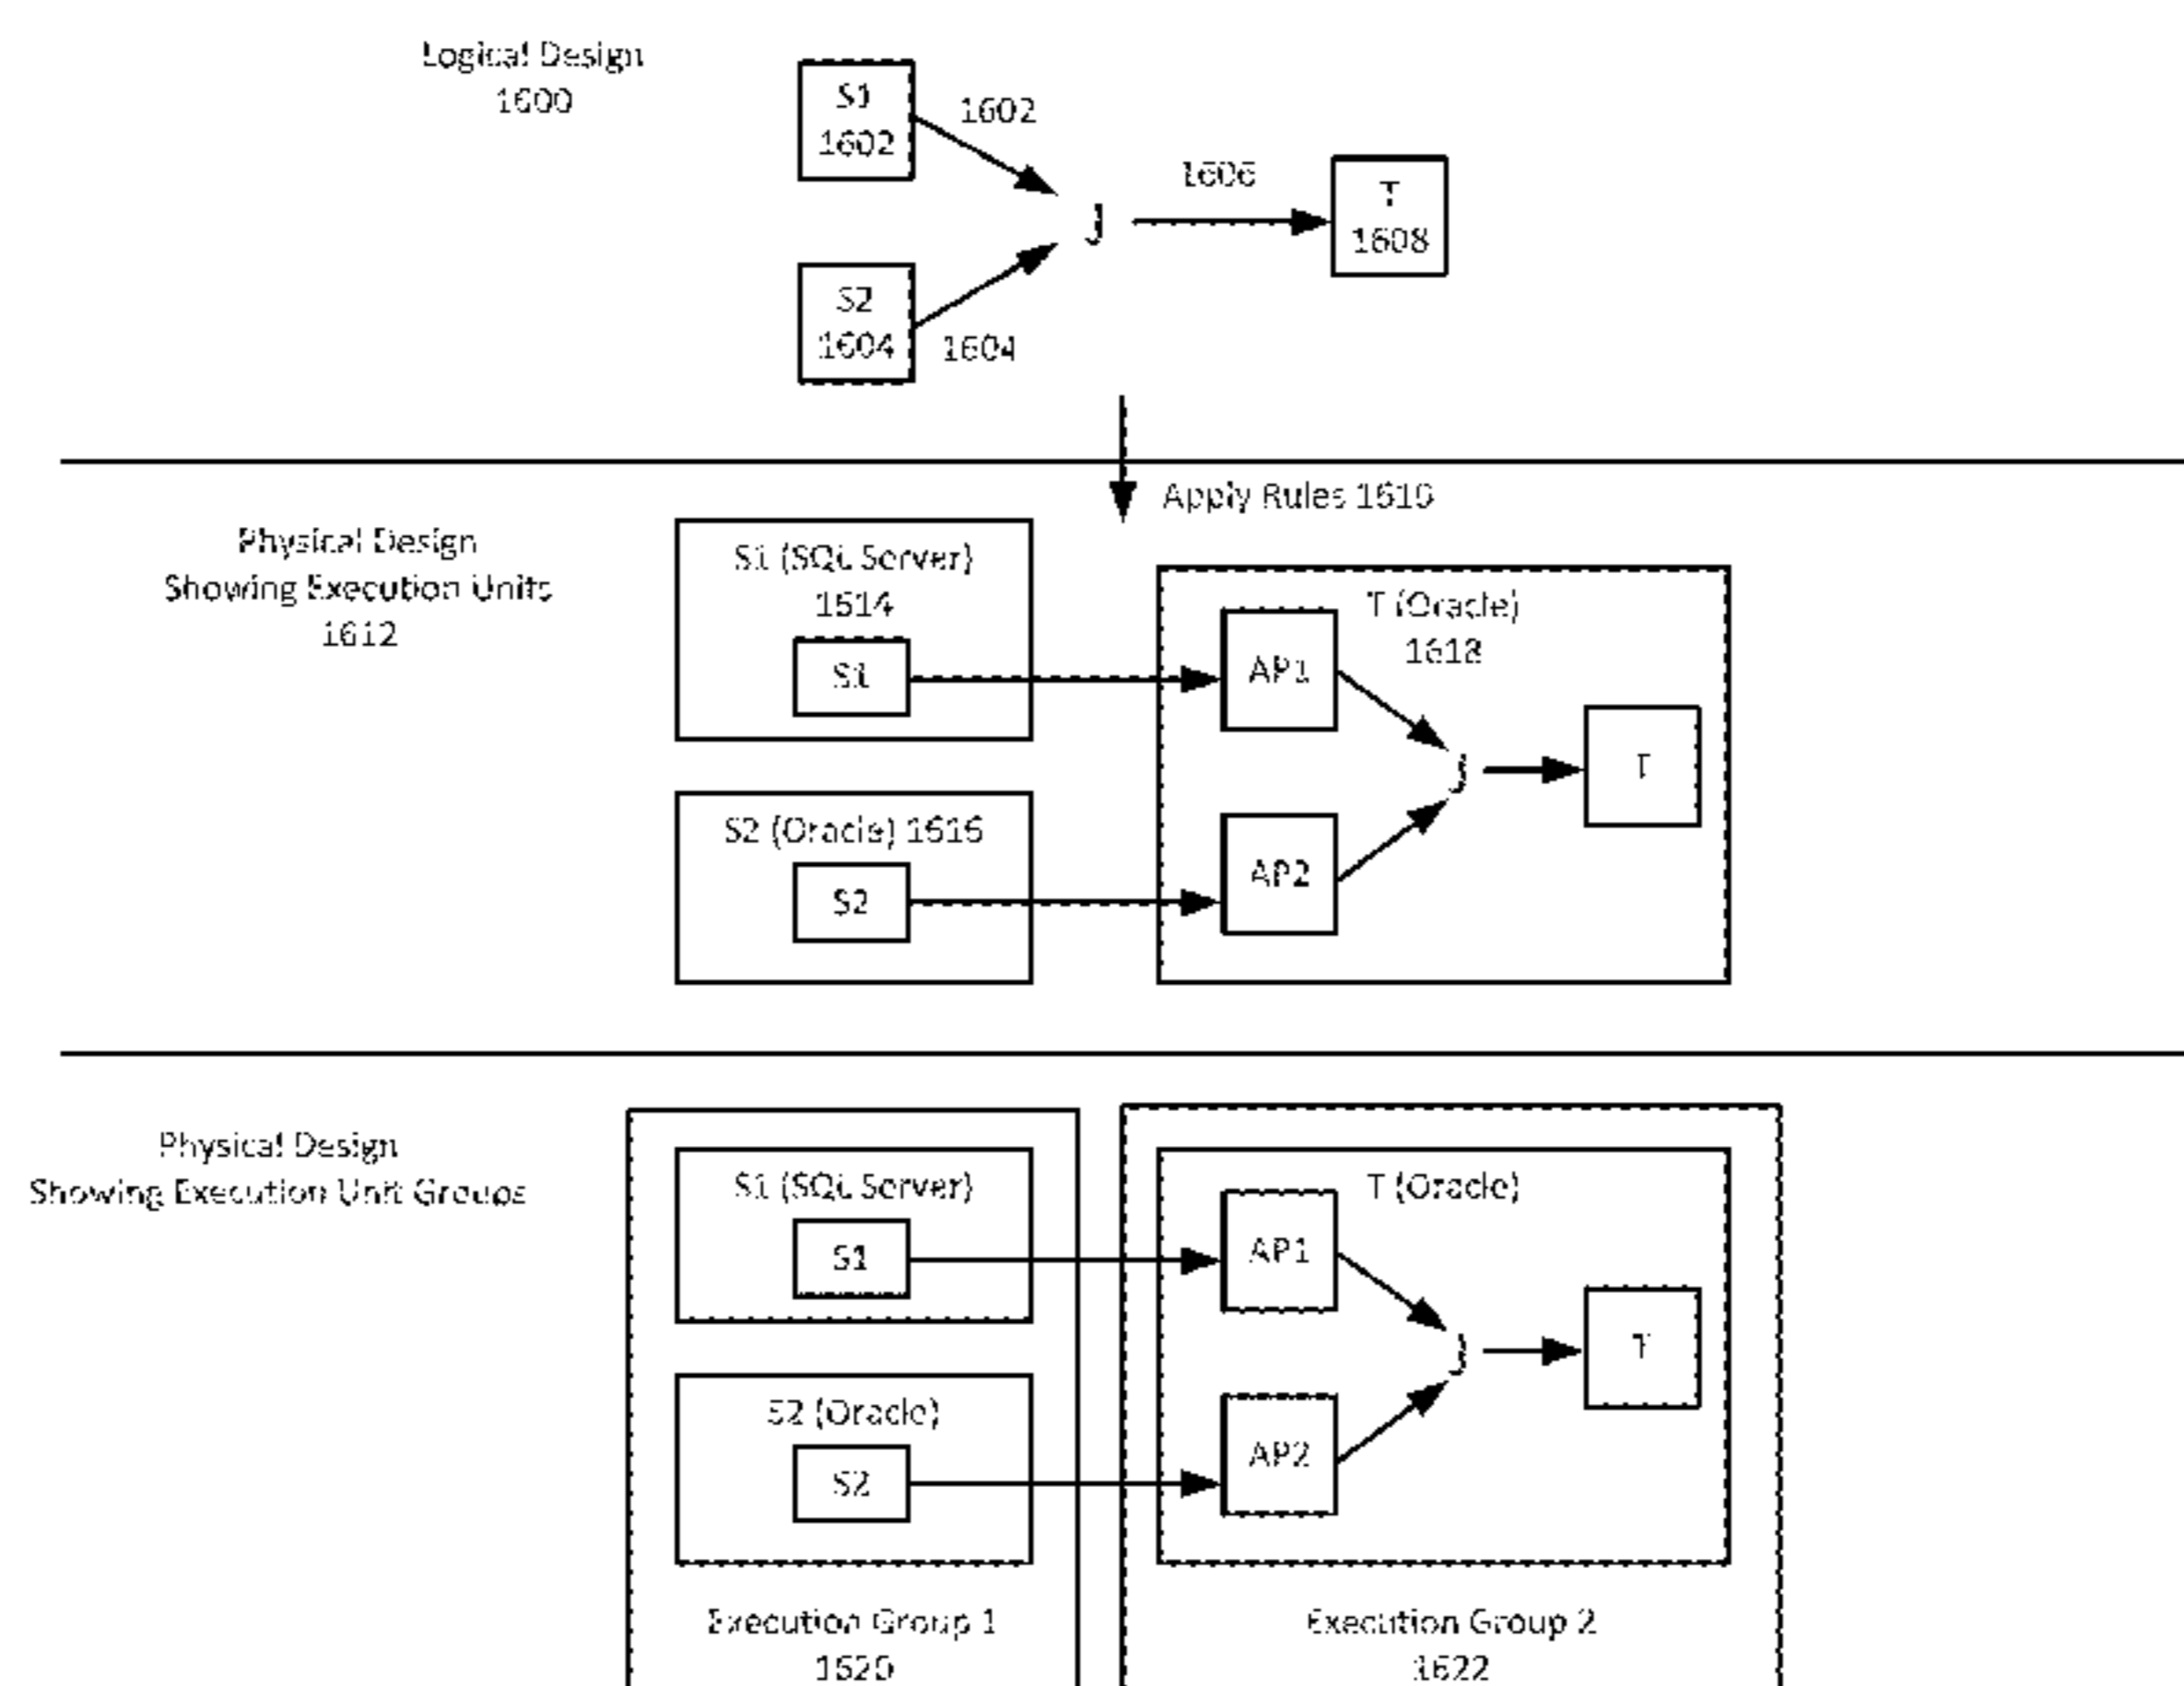 Logical Design
1600
S1
1602
1602
1606
T
1608
J
S2
1604
1604
Apply Rules 1610
Physical Design
Showing Execution Units
1612
S1 (SQL Server)
1614
S1
T (Oracle)
1618
AP1
J
T
S2 (Oracle) 1616
S2
AP2
Physical Design
Showing Execution Unit Groups
S1 (SQL Server)
S1
T (Oracle)
AP1
J
T
S2 (Oracle)
S2
AP2
Execution Group 1
1620
Execution Group 2
1622